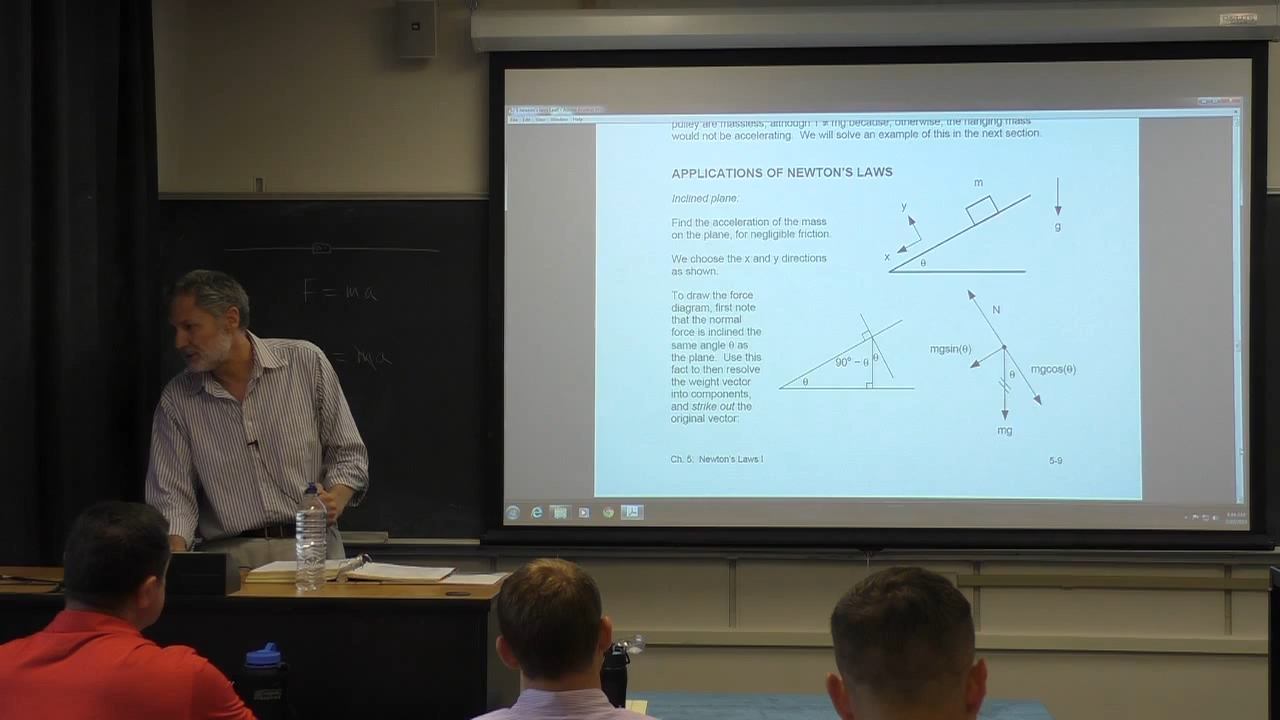 pulley are massless, although T ≠ mg because, otherwise, the hanging mass
would not be accelerating. We will solve an example of this in the next section.
APPLICATIONS OF NEWTON'S LAWS
Inclined plane:
Find the acceleration of the mass
on the plane, for negligible friction.
We choose the x and y directions
as shown.
To draw the force
diagram, first note
that the normal
force is inclined the
same angle θ as
the plane. Use this
fact to then resolve
the weight vector
into components,
and strike out the
original vector:
m
y
x
θ
g
90° – θ
θ
θ
N
mgsin(θ)
θ
mgcos(θ)
mg
Ch. 5: Newton's Laws I
5-9
F = ma
= ma